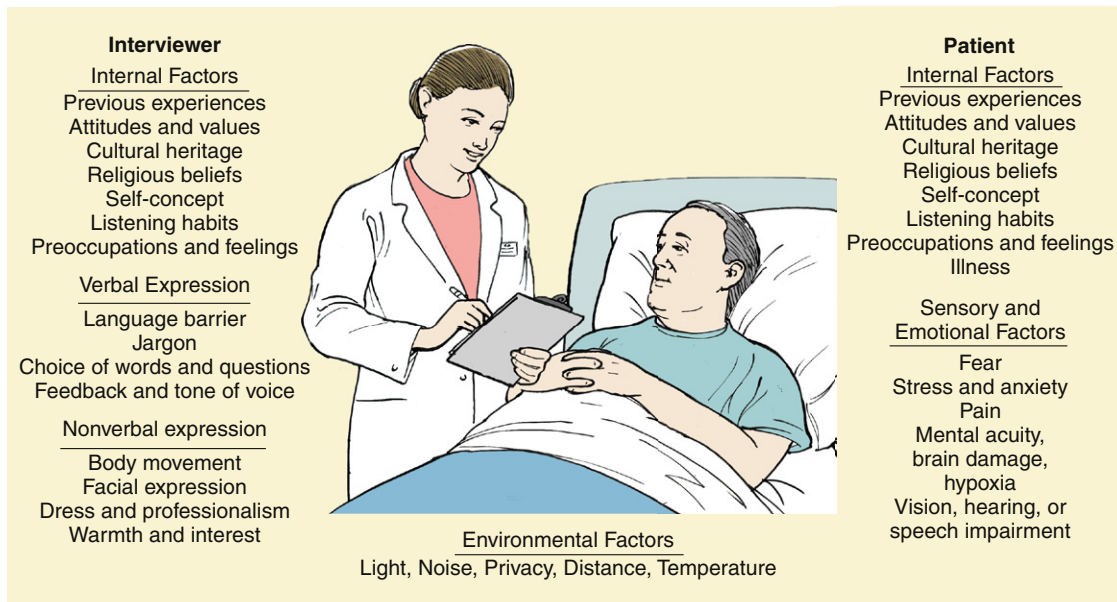 Interviewer
Internal Factors
Previous experiences
Attitudes and values
Cultural heritage
Religious beliefs
Self-concept
Listening habits
Preoccupations and feelings
Verbal Expression
Language barrier
Jargon
Choice of words and questions
Feedback and tone of voice
Nonverbal expression
Body movement
Facial expression
Dress and professionalism
Warmth and interest
Patient
Internal Factors
Previous experiences
Attitudes and values
Cultural heritage
Religious beliefs
Self-concept
Listening habits
Preoccupations and feelings
Illness
Sensory and
Emotional Factors
Fear
Stress and anxiety
Pain
Mental acuity,
brain damage,
hypoxia
Vision, hearing, or
speech impairment
Environmental Factors
Light, Noise, Privacy, Distance, Temperature